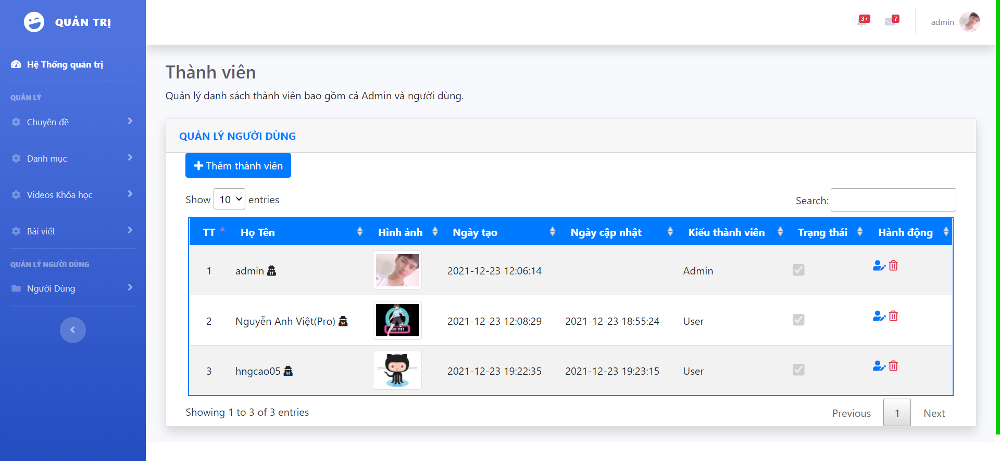 QUẢN TRỊ
3+
7
admin
Hệ Thống quản trị
QUẢN LÝ
Chuyên đề
Danh mục
Videos Khóa học
Bài viết
QUẢN LÝ NGƯỜI DÙNG
Người Dùng
Thành viên
Quản lý danh sách thành viên bao gồm cả Admin và người dùng.
QUẢN LÝ NGƯỜI DÙNG
Thêm thành viên
Show 10 entries
Search:
TT Họ Tên Hình ảnh Ngày tạo Ngày cập nhật Kiểu thành viên Trạng thái Hành động
1 admin 2021-12-23 12:06:14 Admin
2 Nguyễn Anh Việt(Pro) ANH VIET 2021-12-23 12:08:29 2021-12-23 18:55:24 User
3 hngcao05 2021-12-23 19:22:35 2021-12-23 19:23:15 User
Showing 1 to 3 of 3 entries
Previous 1 Next